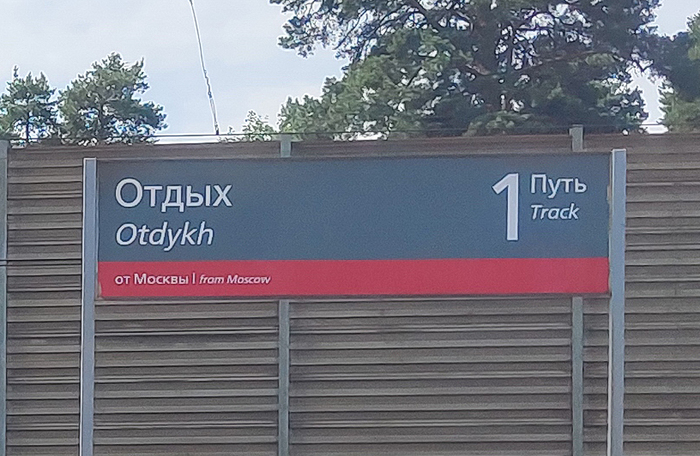 Отдых
Otdykh
1 Путь
Track
от Москвы | from Moscow